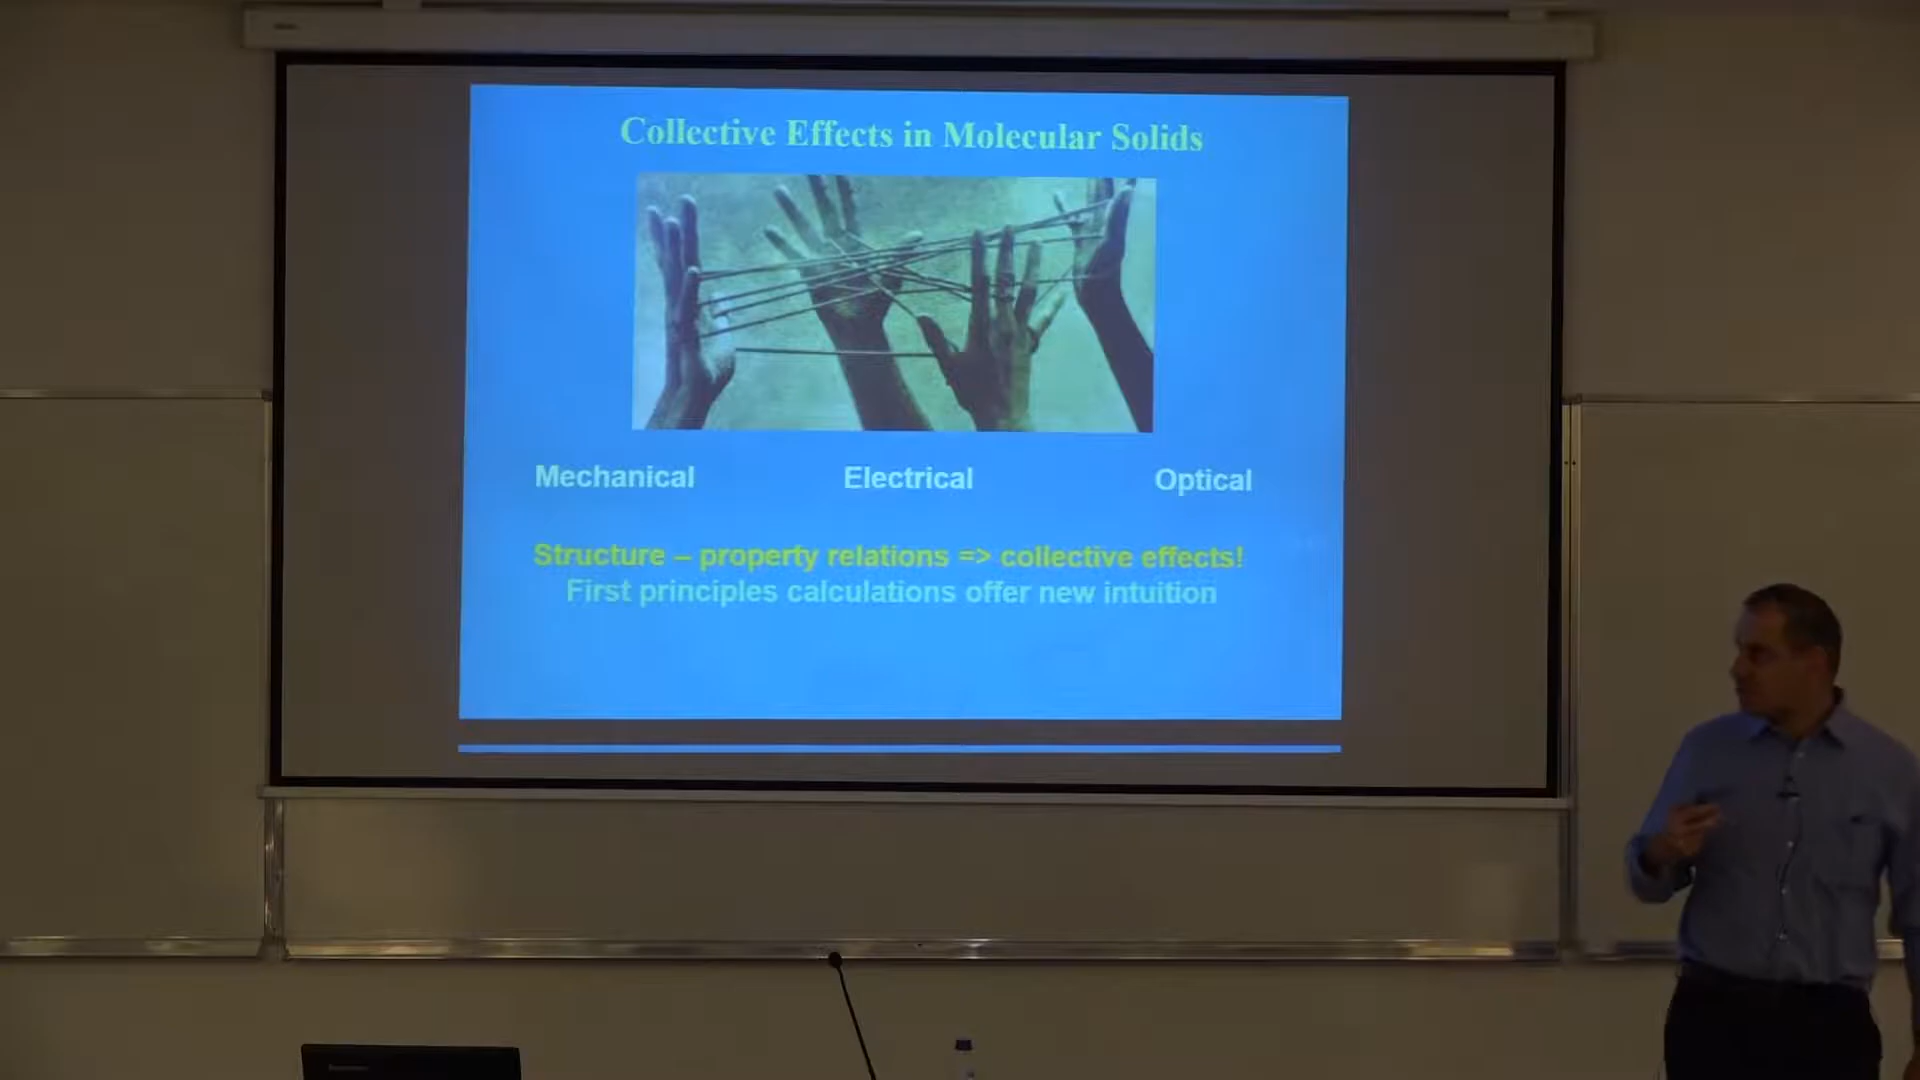 Collective Effects in Molecular Solids
Mechanical Electrical Optical
Structure – property relations => collective effects!
First principles calculations offer new intuition